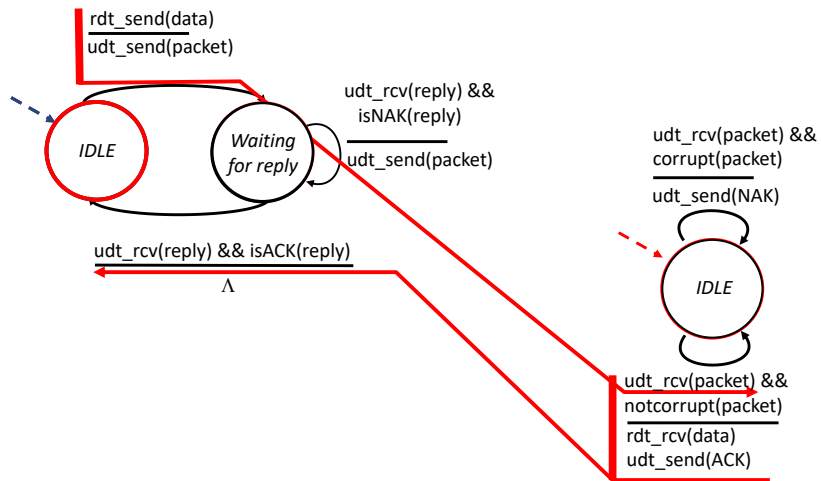 rdt_send(data)
udt_send(packet)
IDLE
Waiting
for reply
udt_rcv(reply) &&
isNAK(reply)
udt_send(packet)
udt_rcv(reply) && isACK(reply)
Λ
udt_rcv(packet) &&
corrupt(packet)
udt_send(NAK)
IDLE
udt_rcv(packet) &&
notcorrupt(packet)
rdt_rcv(data)
udt_send(ACK)